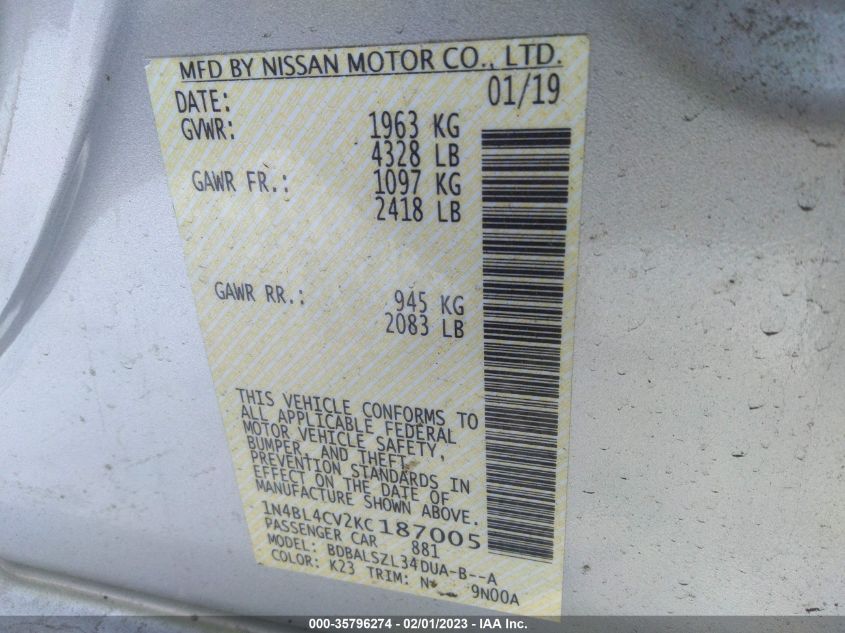 MFD BY NISSAN MOTOR CO., LTD.
DATE: 01/19
GVWR: 1963 KG
4328 LB
GAWR FR.: 1097 KG
2418 LB
GAWR RR.: 945 KG
2083 LB
THIS VEHICLE CONFORMS TO
ALL APPLICABLE FEDERAL
MOTOR VEHICLE SAFETY,
BUMPER, AND THEFT
PREVENTION STANDARDS IN
EFFECT ON THE DATE OF
MANUFACTURE SHOWN ABOVE.
1N4BL4CV2KC187005
PASSENGER CAR 881
MODEL: BDBALSZL34DUA-B--A
COLOR: K23 TRIM: N 9N00A
000-35796274 - 02/01/2023 - IAA Inc.